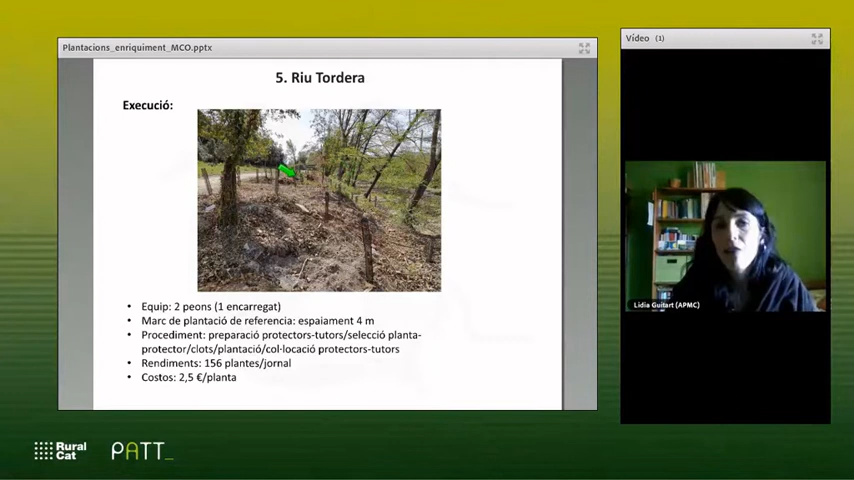 Plantacions_enriquiment_MCO.pptx
Vídeo (1)
5. Riu Tordera
Execució:
• Equip: 2 peons (1 encarregat)
• Marc de plantació de referencia: espaiament 4 m
• Procediment: preparació protectors-tutors/selecció planta-
protector/clots/plantació/col·locació protectors-tutors
• Rendiments: 156 plantes/jornal
• Costos: 2,5 €/planta
Lidia Guitart (APMC)
Rural
Cat
PATT_